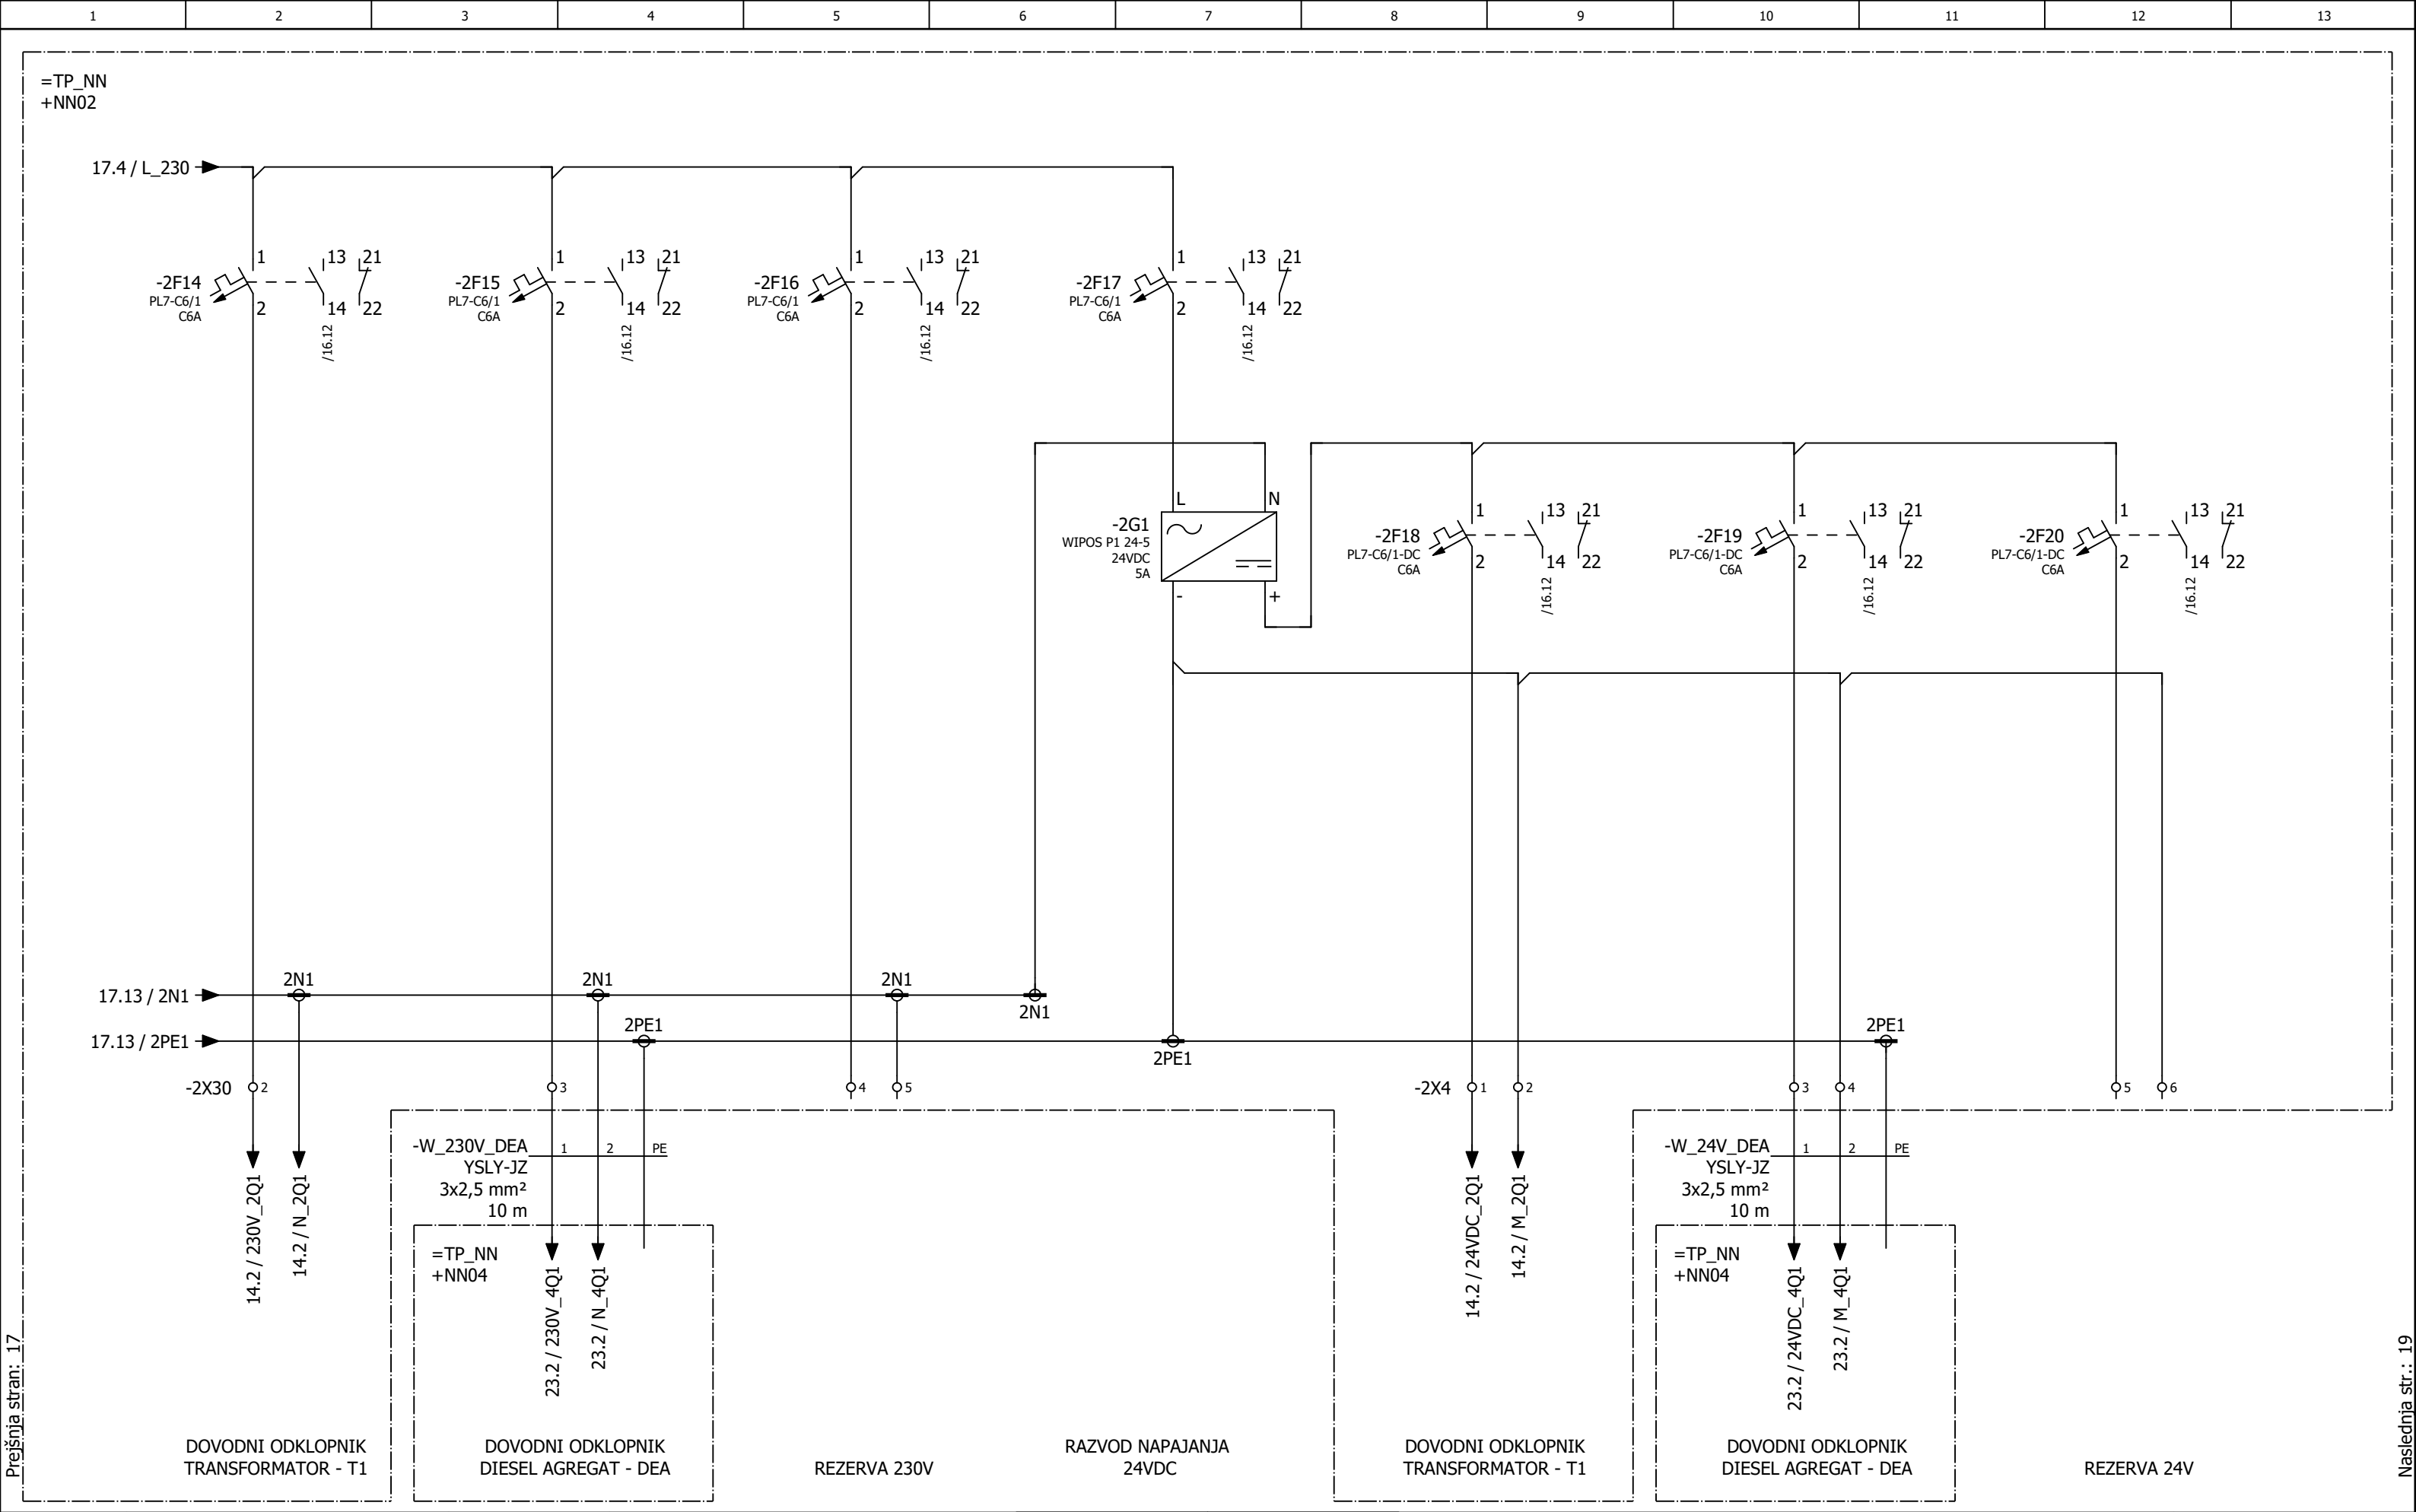 1 2 3 4 5 6 7 8 9 10 11 12 13
=TP_NN
+NN02
17.4 / L_230
1 13 21
-2F14
PL7-C6/1
C6A
2 14 22
/16.12
1 13 21
-2F15
PL7-C6/1
C6A
2 14 22
/16.12
1 13 21
-2F16
PL7-C6/1
C6A
2 14 22
/16.12
1 13 21
-2F17
PL7-C6/1
C6A
2 14 22
/16.12
L N
-2G1
WIPOS P1 24-5
24VDC
5A
- +
1 13 21
-2F18
PL7-C6/1-DC
C6A
2 14 22
/16.12
1 13 21
-2F19
PL7-C6/1-DC
C6A
2 14 22
/16.12
1 13 21
-2F20
PL7-C6/1-DC
C6A
2 14 22
/16.12
17.13 / 2N1
2N1 2N1 2N1
2N1
17.13 / 2PE1
2PE1
2PE1
2PE1
-2X30 2 3 4 5
-2X4 1 2 3 4 5 6
14.2 / 230V_2Q1
14.2 / N_2Q1
-W_230V_DEA
YSLY-JZ
3x2,5 mm²
10 m
1 2 PE
=TP_NN
+NN04
23.2 / 230V_4Q1
23.2 / N_4Q1
14.2 / 24VDC_2Q1
14.2 / M_2Q1
-W_24V_DEA
YSLY-JZ
3x2,5 mm²
10 m
1 2 PE
=TP_NN
+NN04
23.2 / 24VDC_4Q1
23.2 / M_4Q1
DOVODNI ODKLOPNIK
TRANSFORMATOR - T1
DOVODNI ODKLOPNIK
DIESEL AGREGAT - DEA
REZERVA 230V
RAZVOD NAPAJANJA
24VDC
DOVODNI ODKLOPNIK
TRANSFORMATOR - T1
DOVODNI ODKLOPNIK
DIESEL AGREGAT - DEA
REZERVA 24V
Prejšnja stran: 17
Naslednja str.: 19